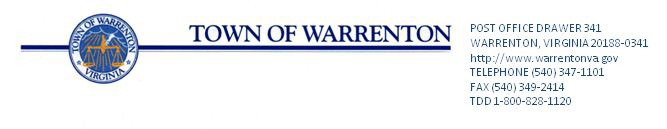 TOWN OF WARRENTON
VIRGINIA
TOWN OF WARRENTON
POST OFFICE DRAWER 341
WARRENTON, VIRGINIA 20188-0341
http://www.warrentonva.gov
TELEPHONE (540) 347-1101
FAX (540) 349-2414
TDD 1-800-828-1120